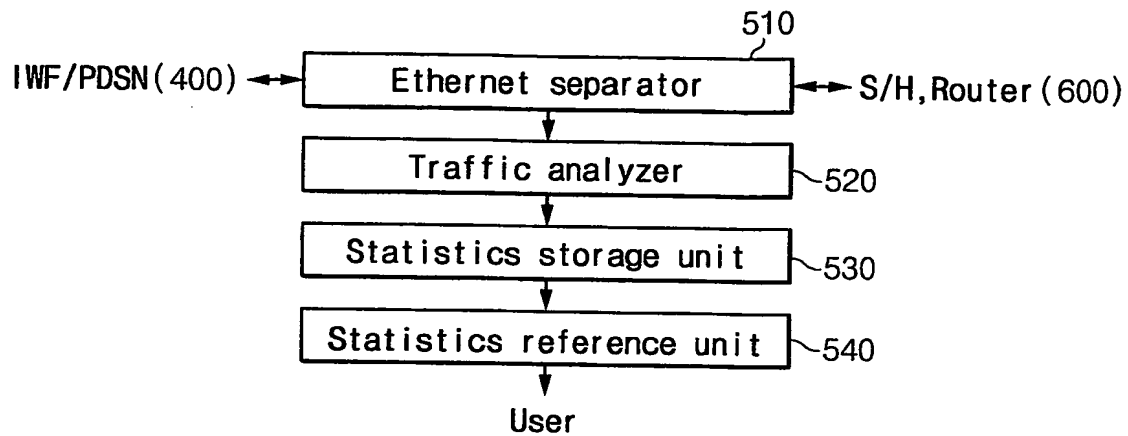 510
IWF/PDSN(400)
Ethernet separator
S/H,Router(600)
Traffic analyzer
520
Statistics storage unit
530
Statistics reference unit
540
User